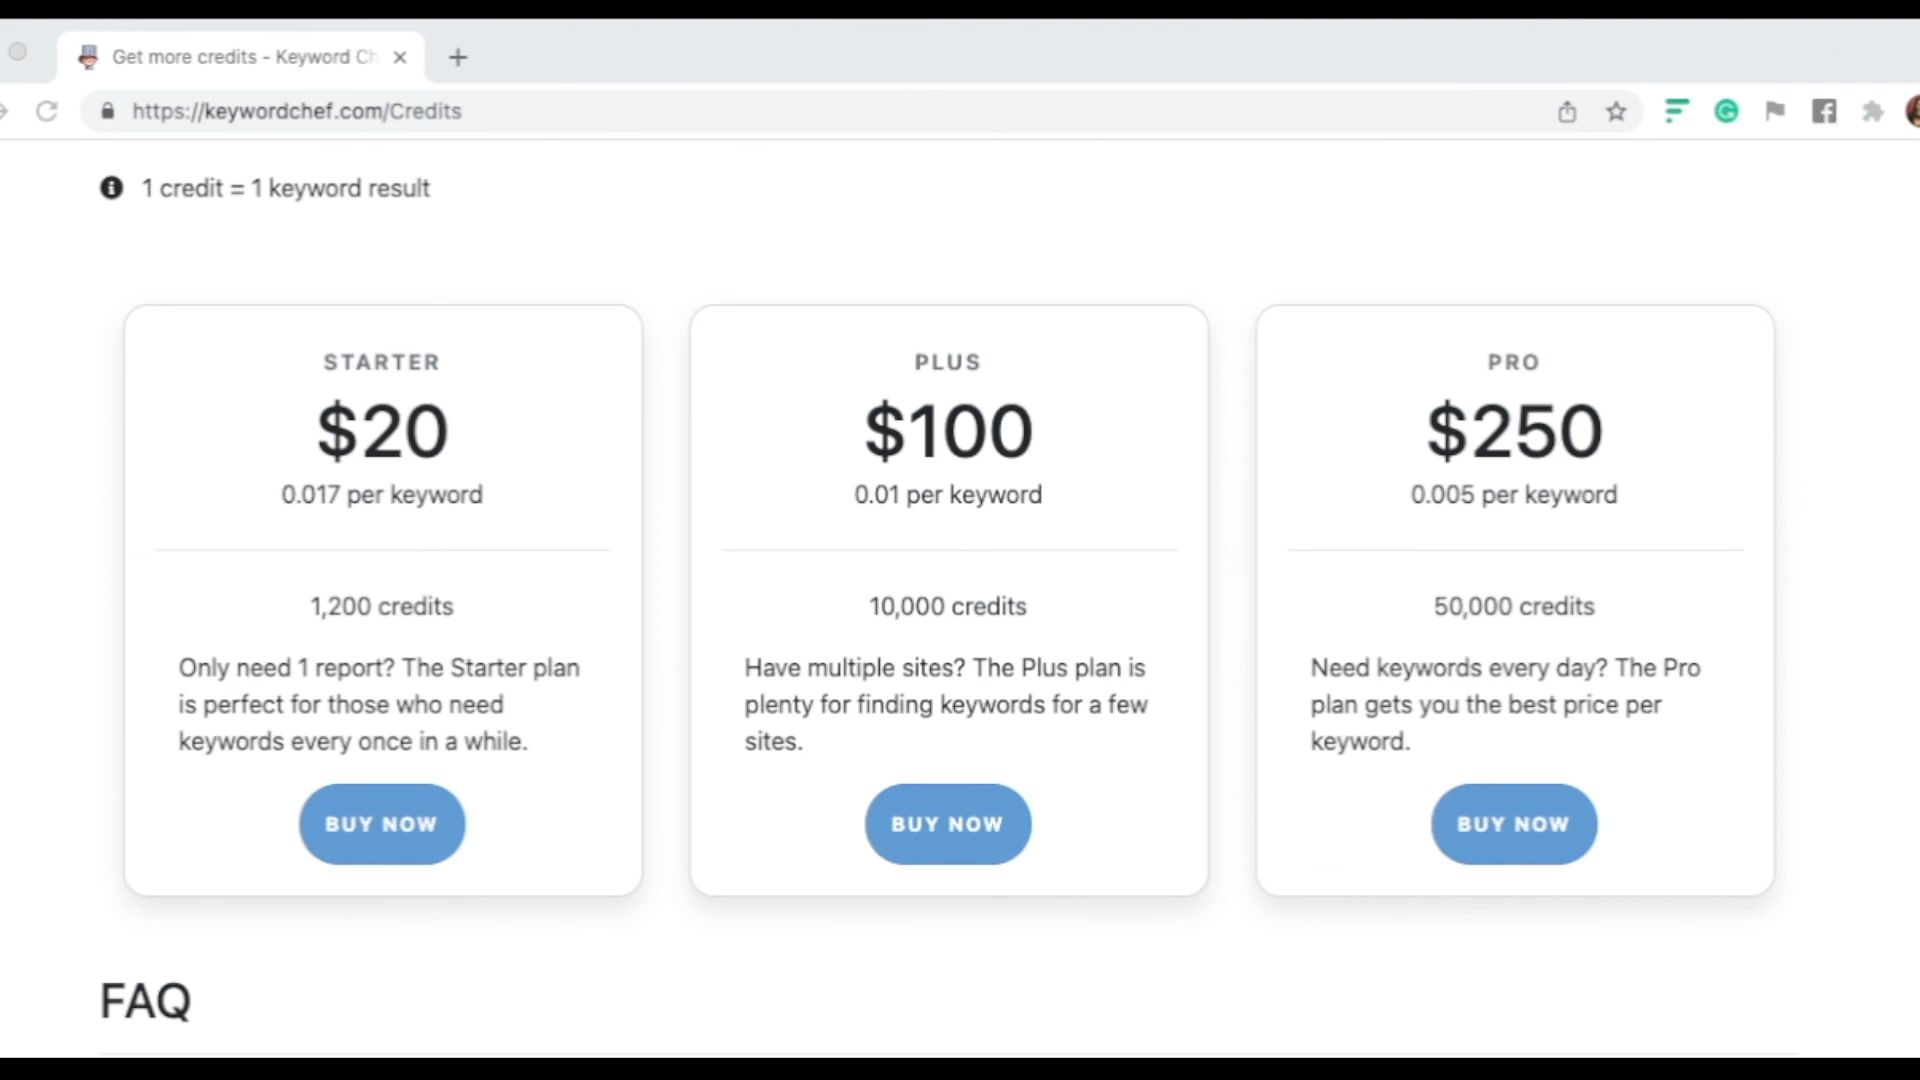 Get more credits - Keyword Ch
https://keywordchef.com/Credits
1 credit = 1 keyword result
STARTER
$20
0.017 per keyword
1,200 credits
Only need 1 report? The Starter plan
is perfect for those who need
keywords every once in a while.
BUY NOW
PLUS
$100
0.01 per keyword
10,000 credits
Have multiple sites? The Plus plan is
plenty for finding keywords for a few
sites.
BUY NOW
PRO
$250
0.005 per keyword
50,000 credits
Need keywords every day? The Pro
plan gets you the best price per
keyword.
BUY NOW
FAQ